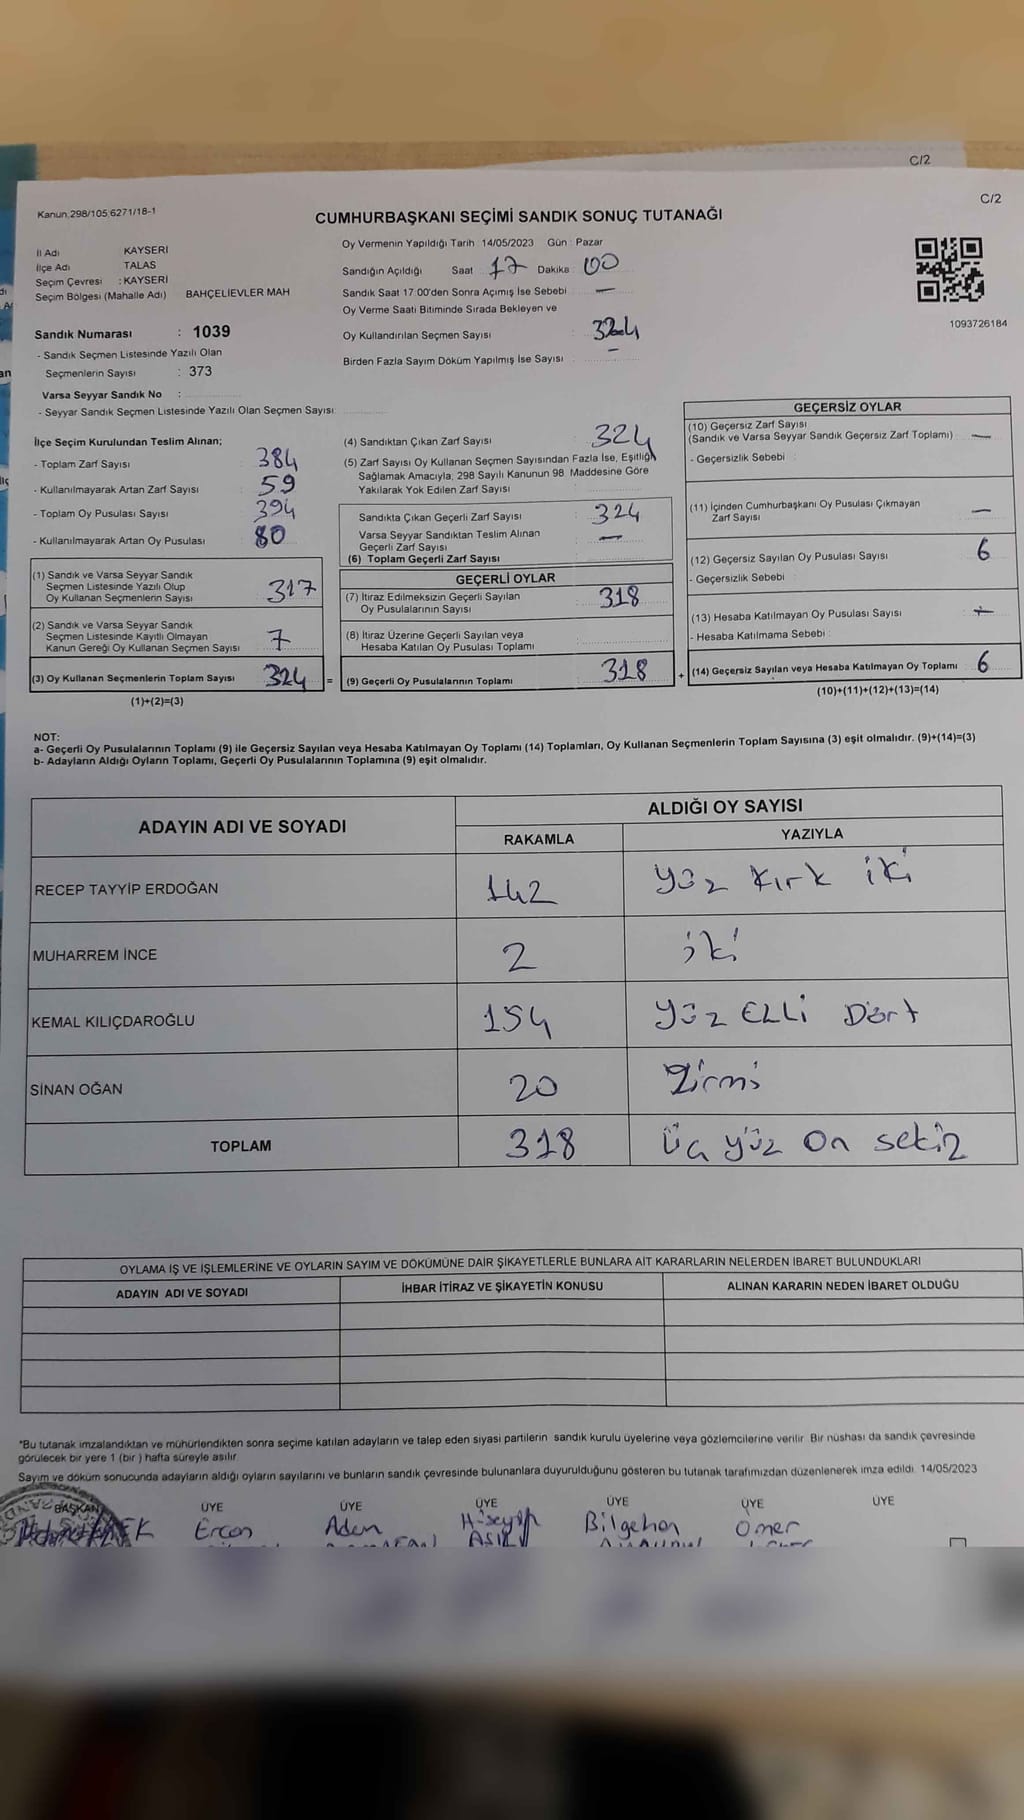 C/2
C/2
Kanun.298/105;6271/18-1
CUMHURBAŞKANI SEÇİMİ SANDIK SONUÇ TUTANAĞI
İl Adı KAYSERİ
İlçe Adı TALAS
Seçim Çevresi : KAYSERİ
Seçim Bölgesi (Mahalle Adı) BAHÇELİEVLER MAH
Sandık Numarası : 1039
- Sandık Seçmen Listesinde Yazılı Olan
Seçmenlerin Sayısı : 373
Varsa Seyyar Sandık No :
- Seyyar Sandık Seçmen Listesinde Yazılı Olan Seçmen Sayısı:
Oy Vermenin Yapıldığı Tarih 14/05/2023 Gün : Pazar
Sandığın Açıldığı Saat 17 Dakika 00
Sandık Saat 17:00'den Sonra Açımış İse Sebebi —
Oy Verme Saati Bitiminde Sırada Bekleyen ve
Oy Kullandırılan Seçmen Sayısı : 324
Birden Fazla Sayım Döküm Yapılmış İse Sayısı : —
1093726184
İlçe Seçim Kurulundan Teslim Alınan;
- Toplam Zarf Sayısı : 384
- Kullanılmayarak Artan Zarf Sayısı : 59
- Toplam Oy Pusulası Sayısı : 394
- Kullanılmayarak Artan Oy Pusulası : 80
(1) Sandık ve Varsa Seyyar Sandık
Seçmen Listesinde Yazılı Olup
Oy Kullanan Seçmenlerin Sayısı : 317
(2) Sandık ve Varsa Seyyar Sandık
Seçmen Listesinde Kayıtlı Olmayan
Kanun Gereği Oy Kullanan Seçmen Sayısı : 7
(3) Oy Kullanan Seçmenlerin Toplam Sayısı : 324 =
(1)+(2)=(3)
(4) Sandıktan Çıkan Zarf Sayısı : 324
(5) Zarf Sayısı Oy Kullanan Seçmen Sayısından Fazla İse, Eşitliği
Sağlamak Amacıyla, 298 Sayılı Kanunun 98. Maddesine Göre
Yakılarak Yok Edilen Zarf Sayısı :
Sandıkta Çıkan Geçerli Zarf Sayısı : 324
Varsa Seyyar Sandıktan Teslim Alınan
Geçerli Zarf Sayısı : —
(6) Toplam Geçerli Zarf Sayısı :
GEÇERLİ OYLAR
(7) İtiraz Edilmeksizin Geçerli Sayılan
Oy Pusulalarının Sayısı : 318
(8) İtiraz Üzerine Geçerli Sayılan veya
Hesaba Katılan Oy Pusulası Toplamı :
(9) Geçerli Oy Pusulalarının Toplamı : 318 +
GEÇERSİZ OYLAR
(10) Geçersiz Zarf Sayısı
(Sandık ve Varsa Seyyar Sandık Geçersiz Zarf Toplamı) : —
- Geçersizlik Sebebi :
(11) İçinden Cumhurbaşkanı Oy Pusulası Çıkmayan
Zarf Sayısı : —
(12) Geçersiz Sayılan Oy Pusulası Sayısı : 6
- Geçersizlik Sebebi :
(13) Hesaba Katılmayan Oy Pusulası Sayısı : —
- Hesaba Katılmama Sebebi :
(14) Geçersiz Sayılan veya Hesaba Katılmayan Oy Toplamı : 6
(10)+(11)+(12)+(13)=(14)
NOT:
a- Geçerli Oy Pusulalarının Toplamı (9) ile Geçersiz Sayılan veya Hesaba Katılmayan Oy Toplamı (14) Toplamları, Oy Kullanan Seçmenlerin Toplam Sayısına (3) eşit olmalıdır. (9)+(14)=(3)
b- Adayların Aldığı Oyların Toplamı, Geçerli Oy Pusulalarının Toplamına (9) eşit olmalıdır.
ADAYIN ADI VE SOYADI ALDIĞI OY SAYISI
RAKAMLA YAZIYLA
RECEP TAYYİP ERDOĞAN 142 Yüz Kırk iki
MUHARREM İNCE 2 iki
KEMAL KILIÇDAROĞLU 154 Yüz ELLi Dört
SİNAN OĞAN 20 Yirmi
TOPLAM 318 Üç yüz On sekiz
OYLAMA İŞ VE İŞLEMLERİNE VE OYLARIN SAYIM VE DÖKÜMÜNE DAİR ŞİKAYETLERLE BUNLARA AİT KARARLARIN NELERDEN İBARET BULUNDUKLARI
ADAYIN ADI VE SOYADI İHBAR İTİRAZ VE ŞİKAYETİN KONUSU ALINAN KARARIN NEDEN İBARET OLDUĞU
*Bu tutanak imzalandıktan ve mühürlendikten sonra seçime katılan adayların ve talep eden siyasi partilerin sandık kurulu üyelerine veya gözlemcilerine verilir. Bir nüshası da sandık çevresinde
görülecek bir yere 1 (bir ) hafta süreyle asılır.
Sayım ve döküm sonucunda adayların aldığı oyların sayılarını ve bunların sandık çevresinde bulunanlara duyurulduğunu gösteren bu tutanak tarafımızdan düzenlenerek imza edildi. 14/05/2023
BAŞKAN ÜYE ÜYE ÜYE ÜYE ÜYE ÜYE
Ercan Adem Hüseyin Bilgehan Ömer